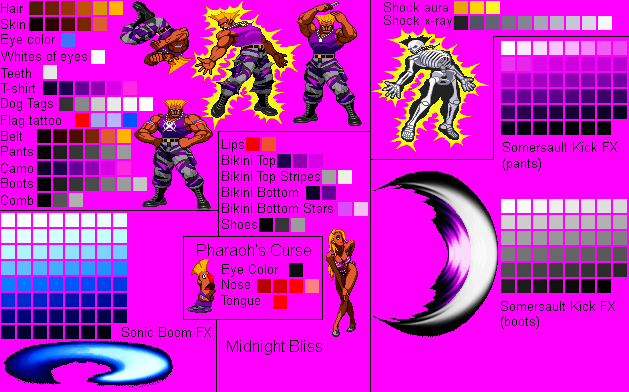 Hair
Skin
Eye color
Whites of eyes
Teeth
T-shirt
Dog Tags
Flag tattoo
Belt
Pants
Camo
Boots
Comb
Shock aura
Shock x-ray
Somersault Kick FX
(pants)
Lips
Bikini Top
Bikini Top Stripes
Bikini Bottom
Bikini Bottom Stars
Shoes
Pharaoh's Curse
Eye Color
Nose
Tongue
Midnight Bliss
Sonic Boom FX
Somersault Kick FX
(boots)